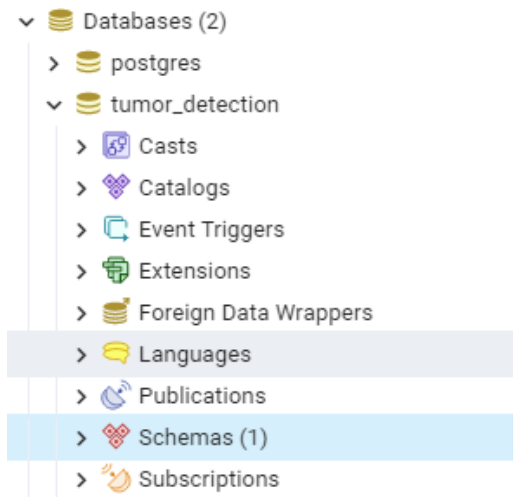 Databases (2)
postgres
tumor_detection
Casts
Catalogs
Event Triggers
Extensions
Foreign Data Wrappers
Languages
Publications
Schemas (1)
Subscriptions